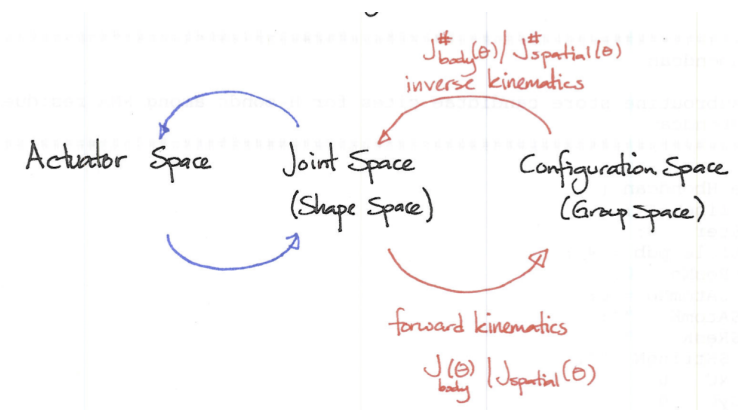 J#body(θ) / J#spatial(θ)
inverse kinematics
Actuator Space Joint Space Configuration Space
(Shape Space) (Group Space)
forward kinematics
Jbody(θ) | Jspatial(θ)